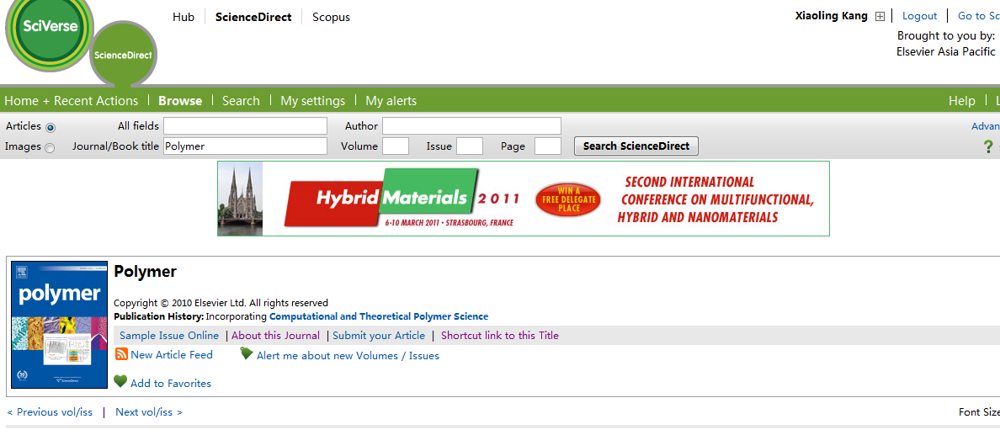 SciVerse
ScienceDirect
Hub ScienceDirect Scopus
Xiaoling Kang Logout Go to Sc
Brought to you by:
Elsevier Asia Pacific
Home + Recent Actions Browse Search My settings My alerts Help
Articles All fields Author Advan
Images Journal/Book title Polymer Volume Issue Page Search ScienceDirect ?
Hybrid Materials 2011
6-10 MARCH 2011 • STRASBOURG, FRANCE
WIN A
FREE DELEGATE
PLACE
SECOND INTERNATIONAL
CONFERENCE ON MULTIFUNCTIONAL,
HYBRID AND NANOMATERIALS
polymer
ScienceDirect
Polymer
Copyright © 2010 Elsevier Ltd. All rights reserved
Publication History: Incorporating Computational and Theoretical Polymer Science
Sample Issue Online | About this Journal | Submit your Article | Shortcut link to this Title
New Article Feed Alert me about new Volumes / Issues
Add to Favorites
< Previous vol/iss | Next vol/iss > Font Size